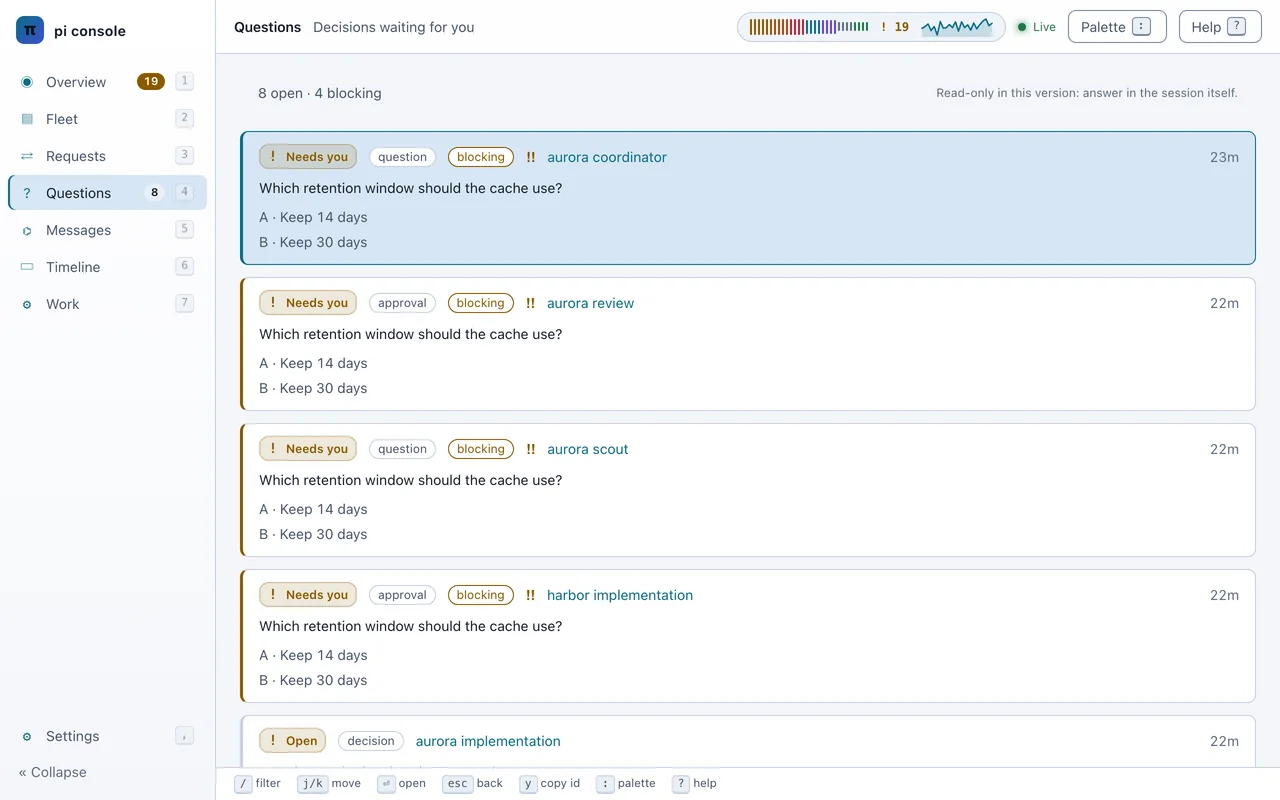 π pi console
Overview 19 1
Fleet 2
Requests 3
? Questions 8 4
Messages 5
Timeline 6
Work 7
Settings ,
« Collapse
Questions Decisions waiting for you ! 19 Live Palette : Help ?
8 open · 4 blocking Read-only in this version: answer in the session itself.
! Needs you question blocking !! aurora coordinator 23m
Which retention window should the cache use?
A · Keep 14 days
B · Keep 30 days
! Needs you approval blocking !! aurora review 22m
Which retention window should the cache use?
A · Keep 14 days
B · Keep 30 days
! Needs you question blocking !! aurora scout 22m
Which retention window should the cache use?
A · Keep 14 days
B · Keep 30 days
! Needs you approval blocking !! harbor implementation 22m
Which retention window should the cache use?
A · Keep 14 days
B · Keep 30 days
! Open decision aurora implementation 22m
/ filter j/k move ⏎ open esc back y copy id : palette ? help